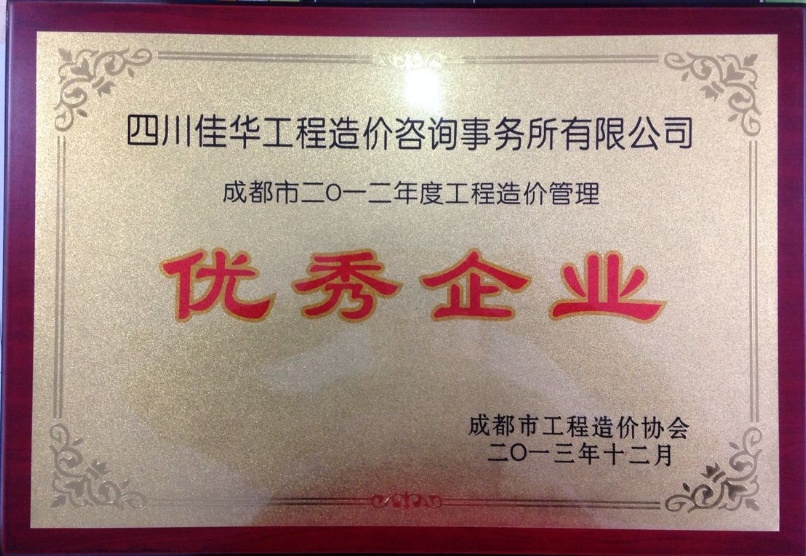 四川佳华工程造价咨询事务所有限公司
成都市二〇一二年度工程造价管理
优秀企业
成都市工程造价协会
二〇一三年十二月